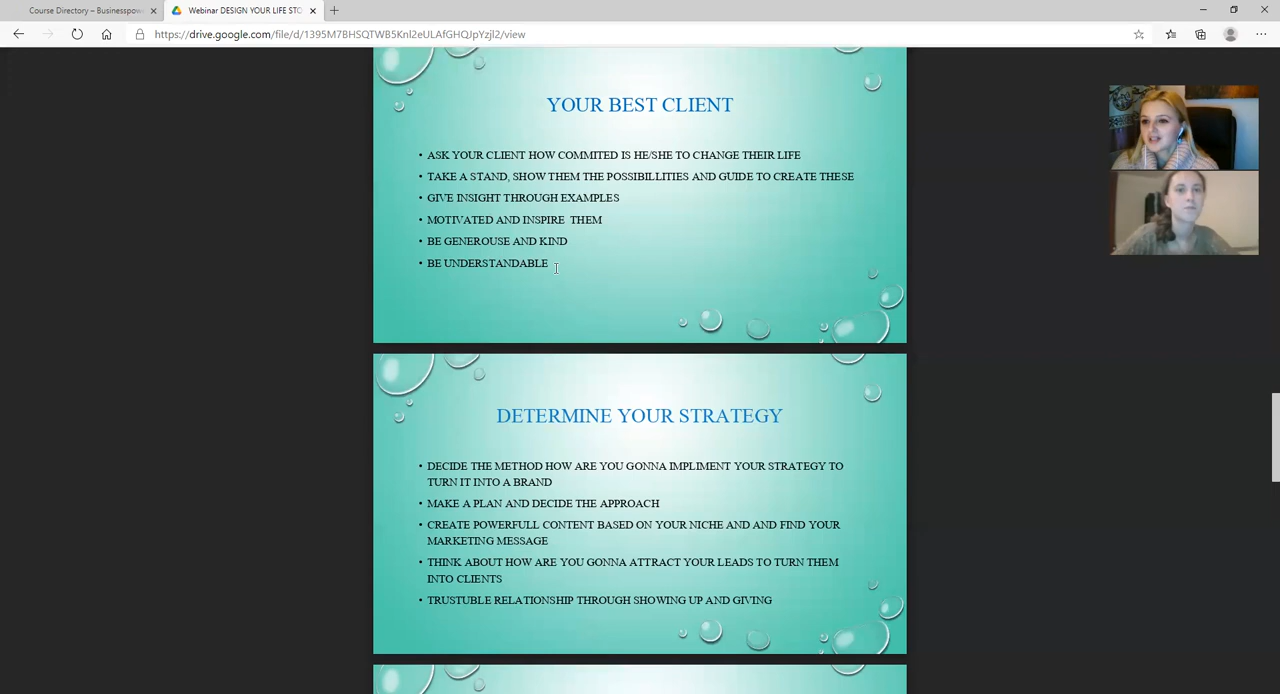 Course Directory – Businesspow
Webinar DESIGN YOUR LIFE STO
https://drive.google.com/file/d/1395M7BHSQTWB5KnI2eULAfGHQJpYzjl2/view
YOUR BEST CLIENT
• ASK YOUR CLIENT HOW COMMITED IS HE/SHE TO CHANGE THEIR LIFE
• TAKE A STAND, SHOW THEM THE POSSIBILLITIES AND GUIDE TO CREATE THESE
• GIVE INSIGHT THROUGH EXAMPLES
• MOTIVATED AND INSPIRE THEM
• BE GENEROUSE AND KIND
• BE UNDERSTANDABLE
DETERMINE YOUR STRATEGY
• DECIDE THE METHOD HOW ARE YOU GONNA IMPLIMENT YOUR STRATEGY TO
TURN IT INTO A BRAND
• MAKE A PLAN AND DECIDE THE APPROACH
• CREATE POWERFULL CONTENT BASED ON YOUR NICHE AND AND FIND YOUR
MARKETING MESSAGE
• THINK ABOUT HOW ARE YOU GONNA ATTRACT YOUR LEADS TO TURN THEM
INTO CLIENTS
• TRUSTUBLE RELATIONSHIP THROUGH SHOWING UP AND GIVING